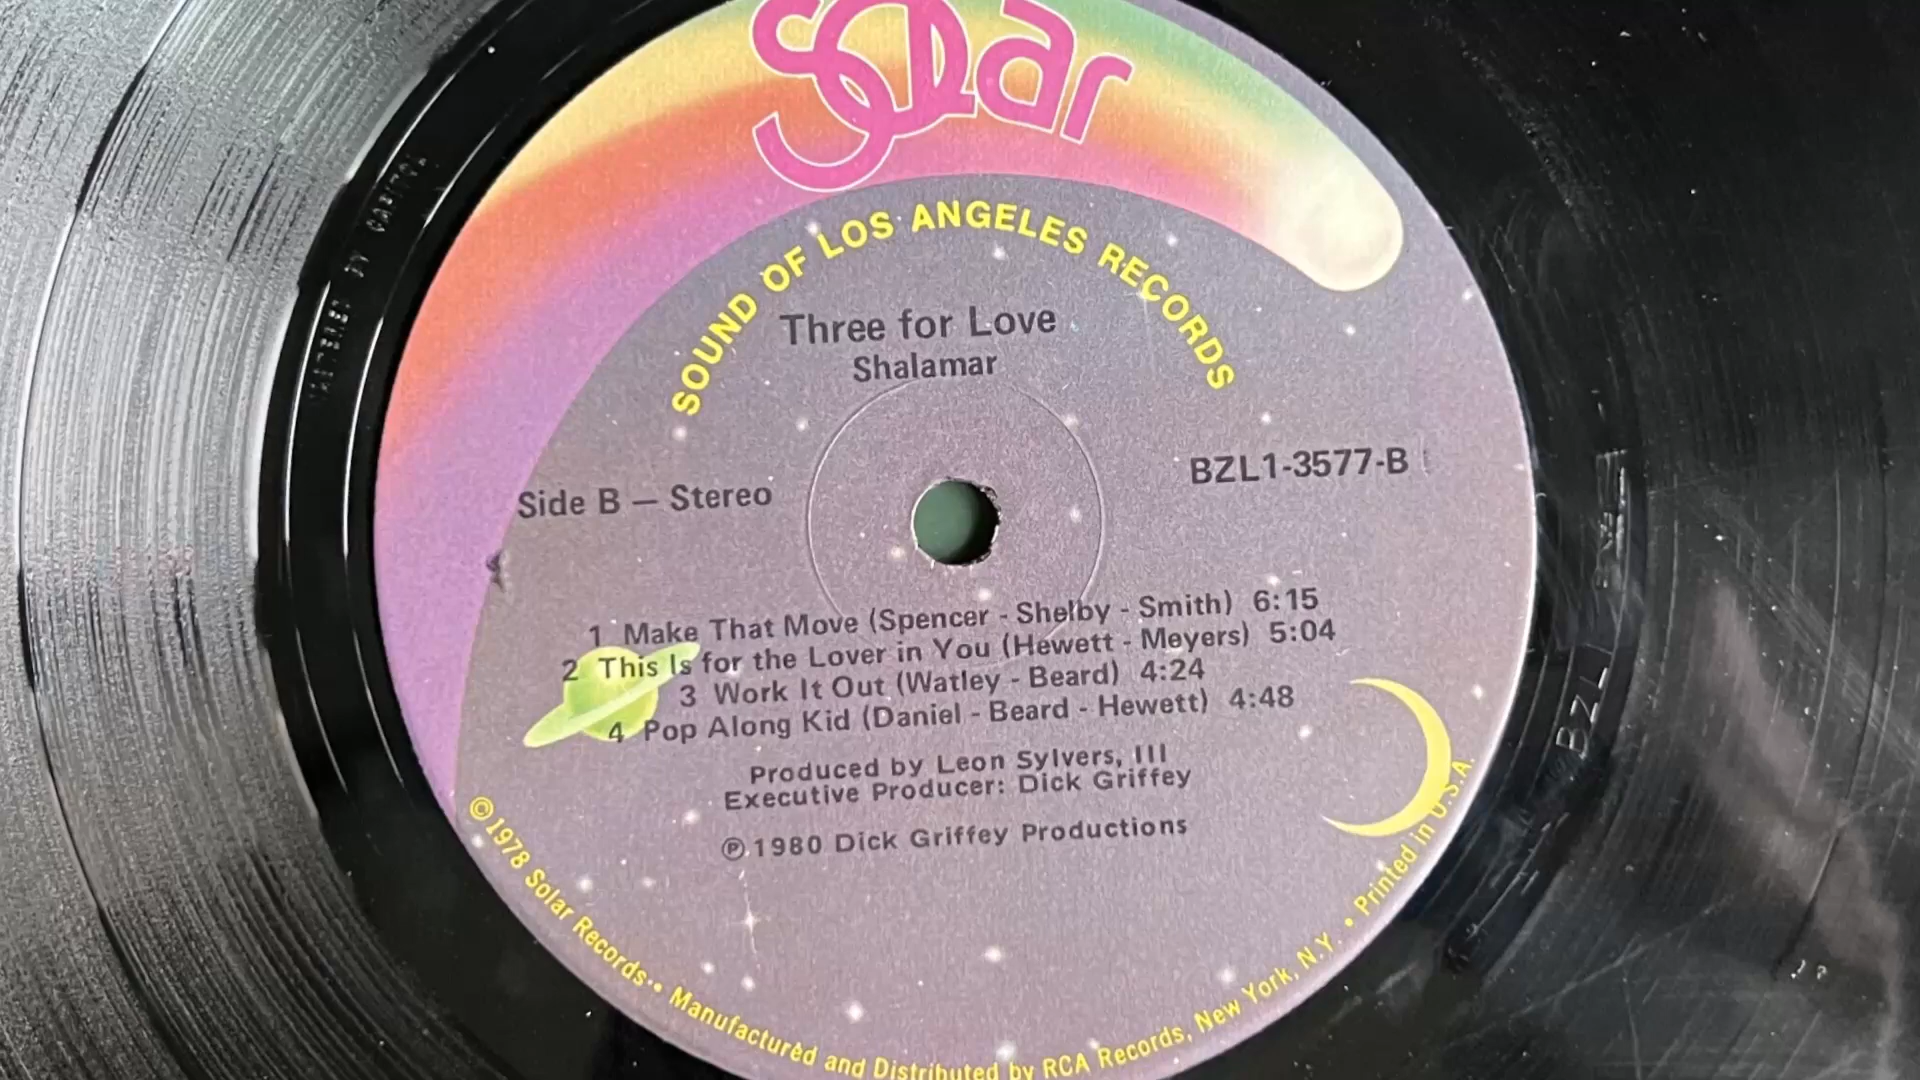 Solar
SOUND OF LOS ANGELES RECORDS
Three for Love
Shalamar
Side B — Stereo
BZL1-3577-B
1 Make That Move (Spencer - Shelby - Smith) 6:15
2 This Is for the Lover in You (Hewett - Meyers) 5:04
3 Work It Out (Watley - Beard) 4:24
4 Pop Along Kid (Daniel - Beard - Hewett) 4:48
Produced by Leon Sylvers, III
Executive Producer: Dick Griffey
℗ 1980 Dick Griffey Productions
© 1978 Solar Records • Manufactured and Distributed by RCA Records, New York, N.Y. • Printed in U.S.A.
MASTERED BY CAPITOL
BZL